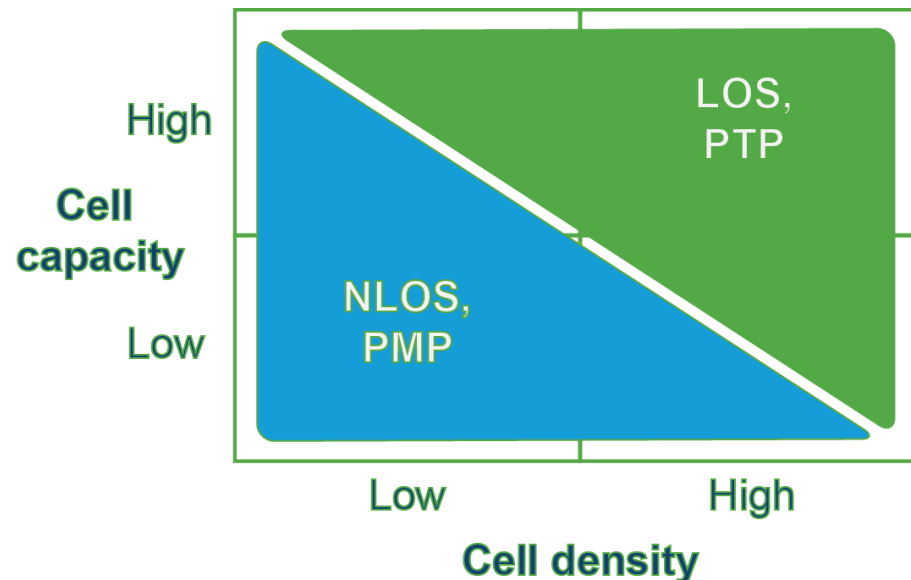 High
LOS,
PTP
Cell
capacity
NLOS,
PMP
Low
Low
High
Cell density